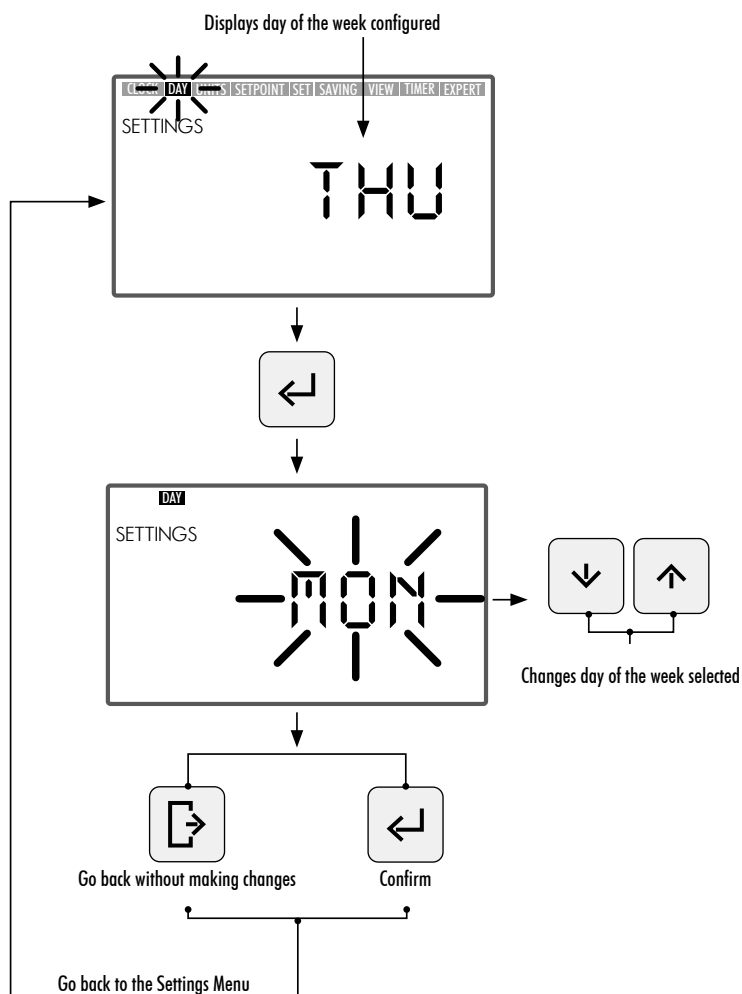 Displays day of the week configured
CLOCK DAY UNITS SETPOINT SET SAVING VIEW TIMER EXPERT
SETTINGS
THU
DAY
SETTINGS
MON
Changes day of the week selected
Go back without making changes
Confirm
Go back to the Settings Menu